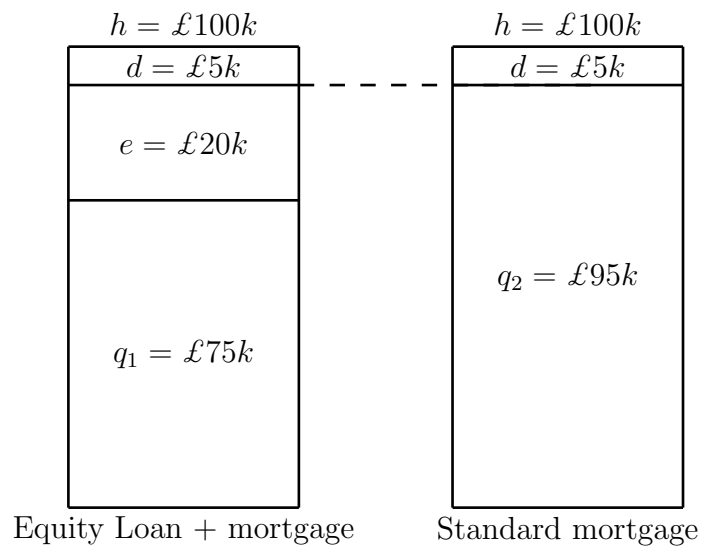 h = £100k
d = £5k
e = £20k
q₁ = £75k
Equity Loan + mortgage
h = £100k
d = £5k
q₂ = £95k
Standard mortgage